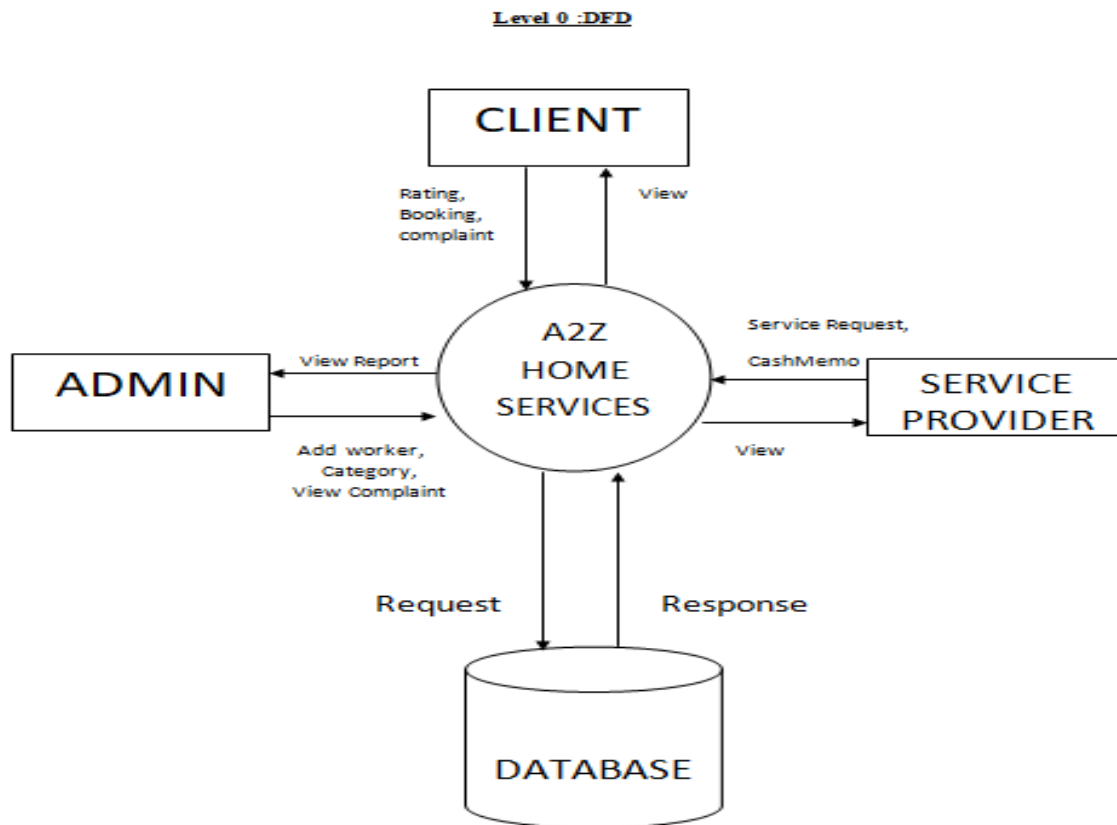 Level 0 :DFD
CLIENT
Rating,
Booking,
complaint
View
A2Z
HOME
SERVICES
Service Request,
CashMemo
View Report
ADMIN
SERVICE
PROVIDER
Add worker,
Category,
View Complaint
View
Request
Response
DATABASE